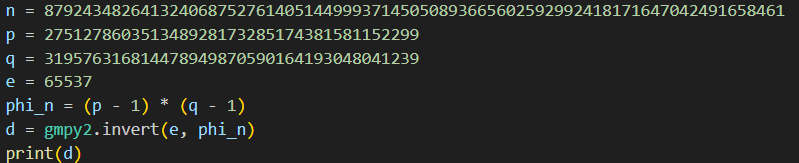 n = 87924348264132406875276140514499937145050893665602592992418171647042491658461
p = 275127860351348928173285174381581152299
q = 319576316814478949870590164193048041239
e = 65537
phi_n = (p - 1) * (q - 1)
d = gmpy2.invert(e, phi_n)
print(d)